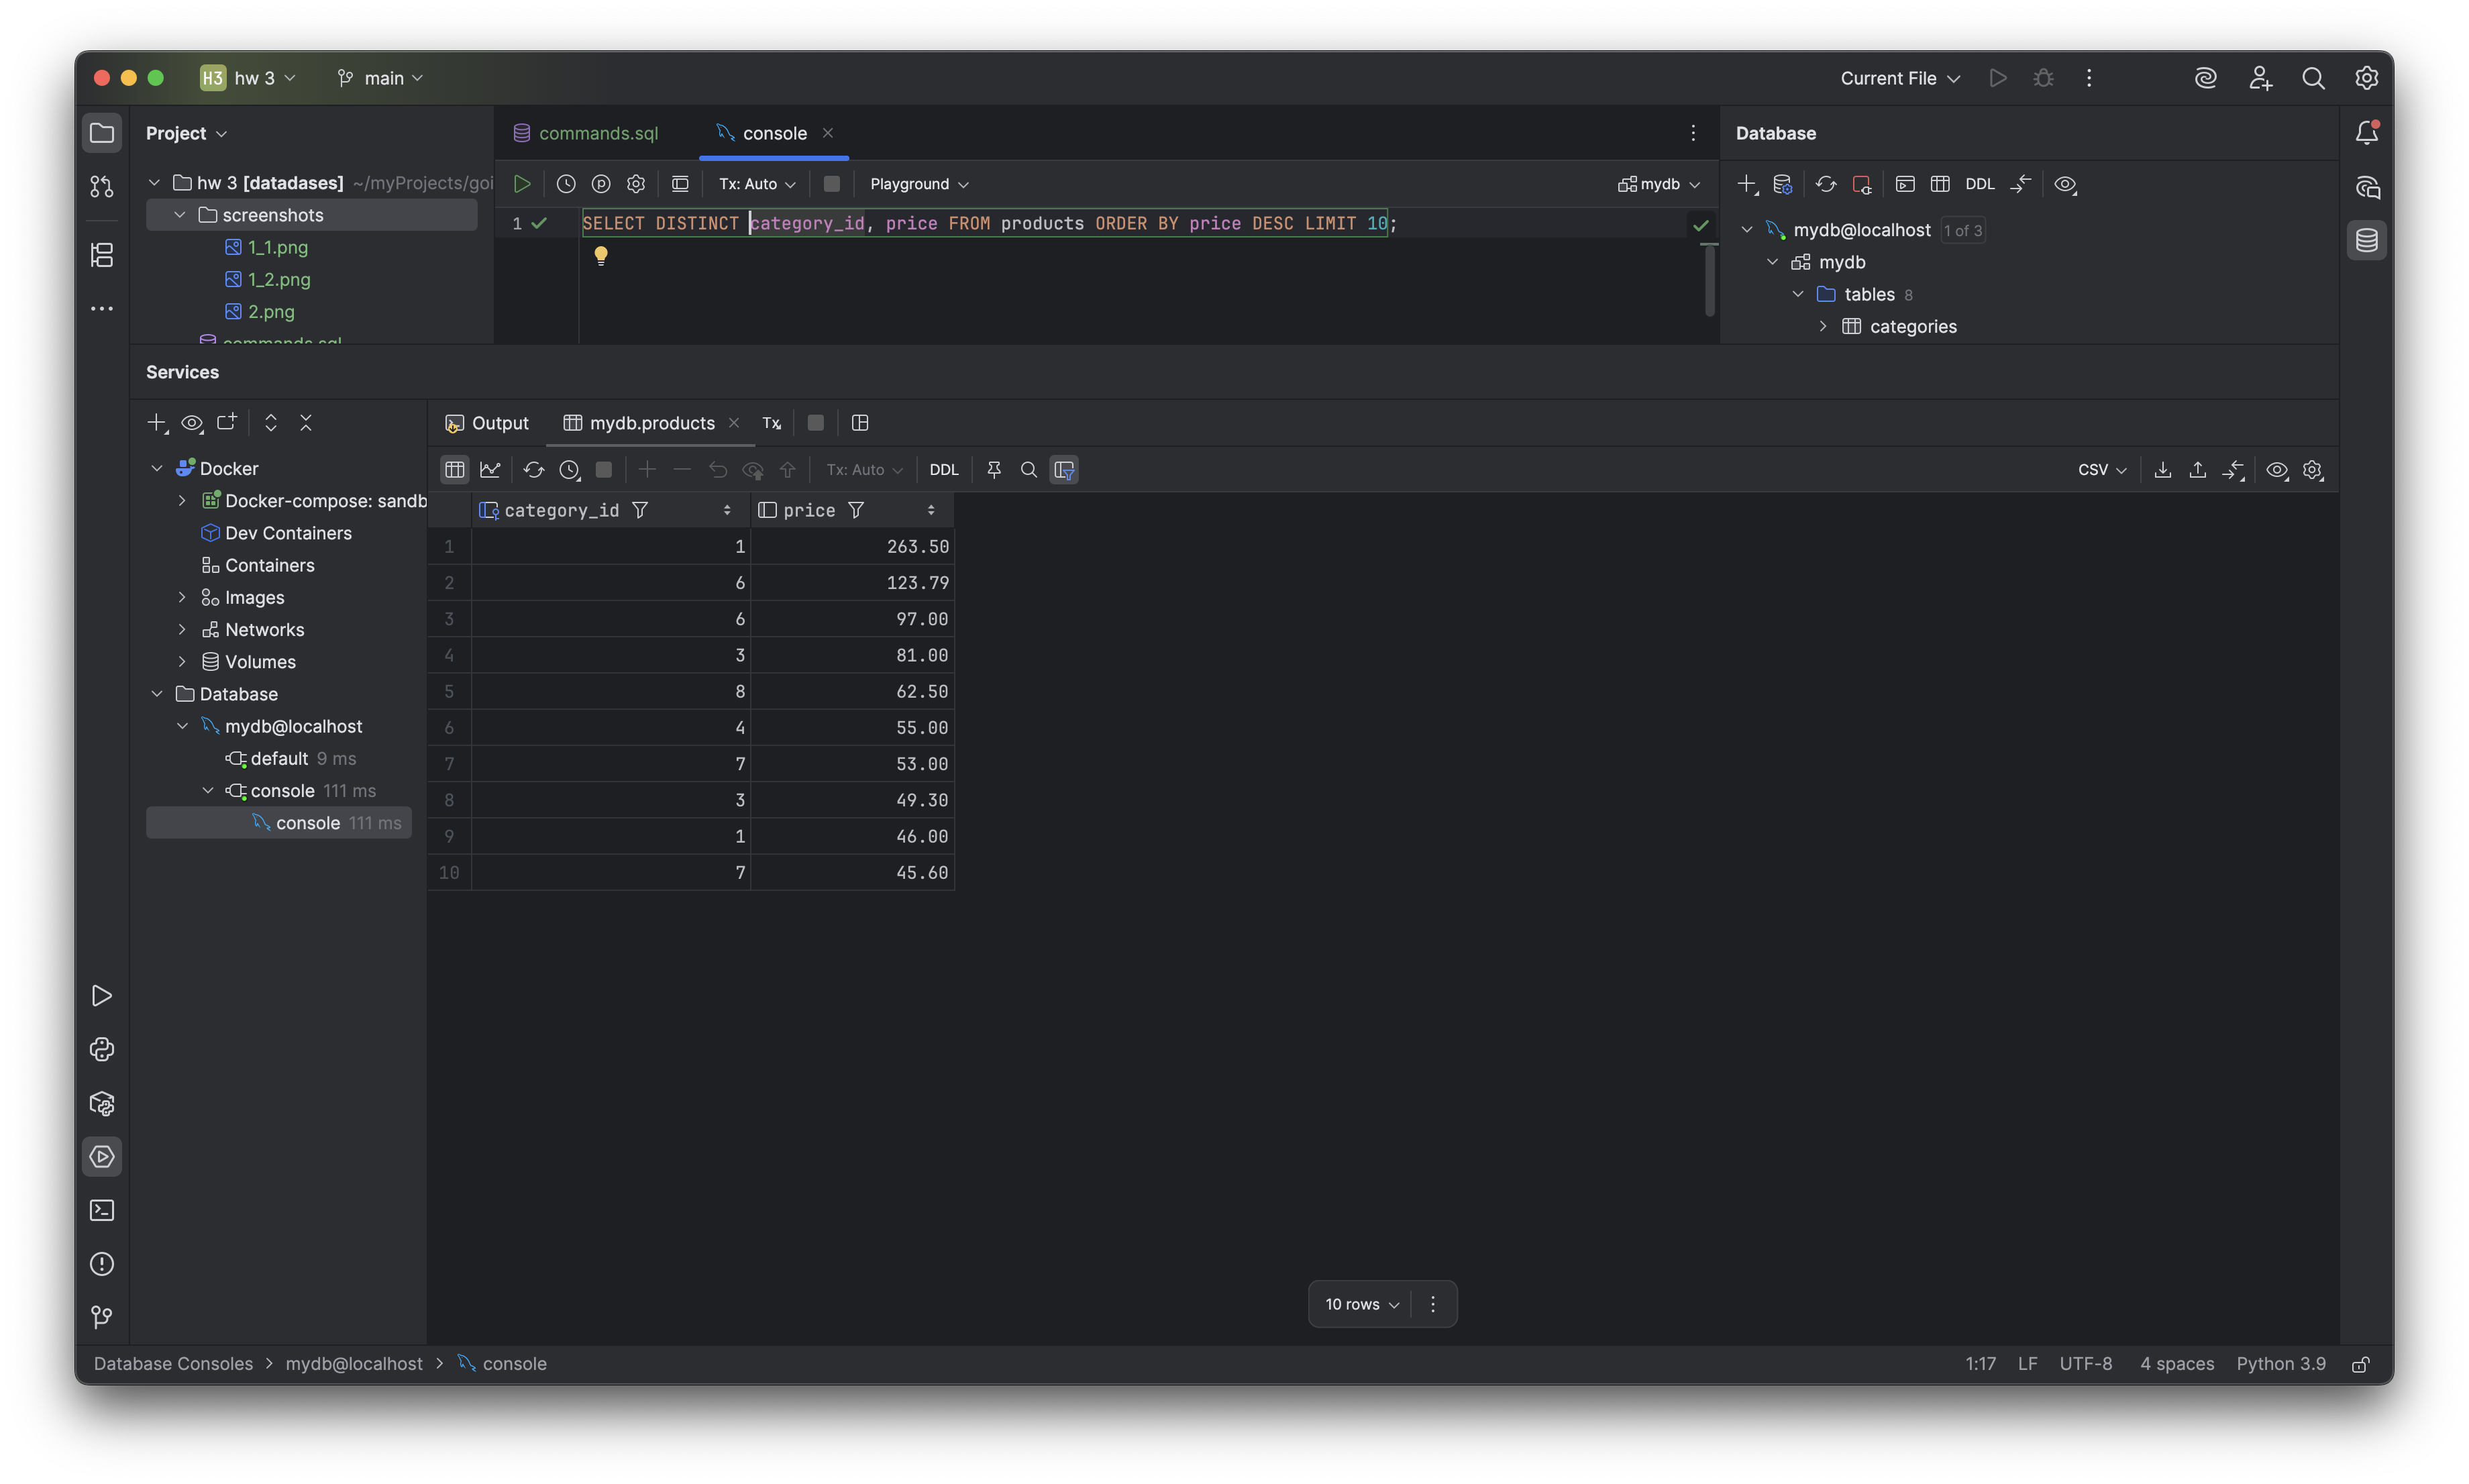 H3 hw 3 main Current File
Project
hw 3 [datadases] ~/myProjects/goi
screenshots
1_1.png
1_2.png
2.png
commands.sql
commands.sql console
Tx: Auto Playground mydb
1 SELECT DISTINCT category_id, price FROM products ORDER BY price DESC LIMIT 10;
Database
DDL
mydb@localhost 1 of 3
mydb
tables 8
categories
Services
Docker
Docker-compose: sandb
Dev Containers
Containers
Images
Networks
Volumes
Database
mydb@localhost
default 9 ms
console 111 ms
console 111 ms
Output mydb.products Tx
Tx: Auto DDL CSV
category_id price
1 1 263.50
2 6 123.79
3 6 97.00
4 3 81.00
5 8 62.50
6 4 55.00
7 7 53.00
8 3 49.30
9 1 46.00
10 7 45.60
10 rows
Database Consoles mydb@localhost console 1:17 LF UTF-8 4 spaces Python 3.9